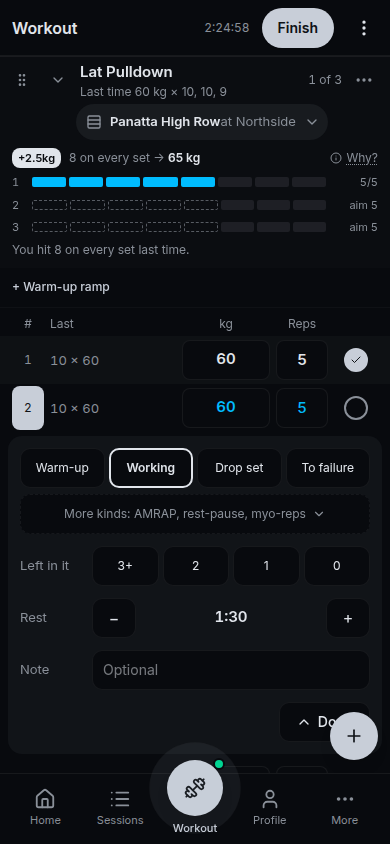 Workout
2:24:58
Finish
Lat Pulldown
Last time 60 kg × 10, 10, 9
1 of 3
Panatta High Row at Northside
+2.5kg 8 on every set → 65 kg
Why?
1 5/5
2 aim 5
3 aim 5
You hit 8 on every set last time.
+ Warm-up ramp
# Last kg Reps
1 10 × 60 60 5
2 10 × 60 60 5
Warm-up Working Drop set To failure
More kinds: AMRAP, rest-pause, myo-reps
Left in it 3+ 2 1 0
Rest – 1:30 +
Note Optional
+
Home Sessions Workout Profile More